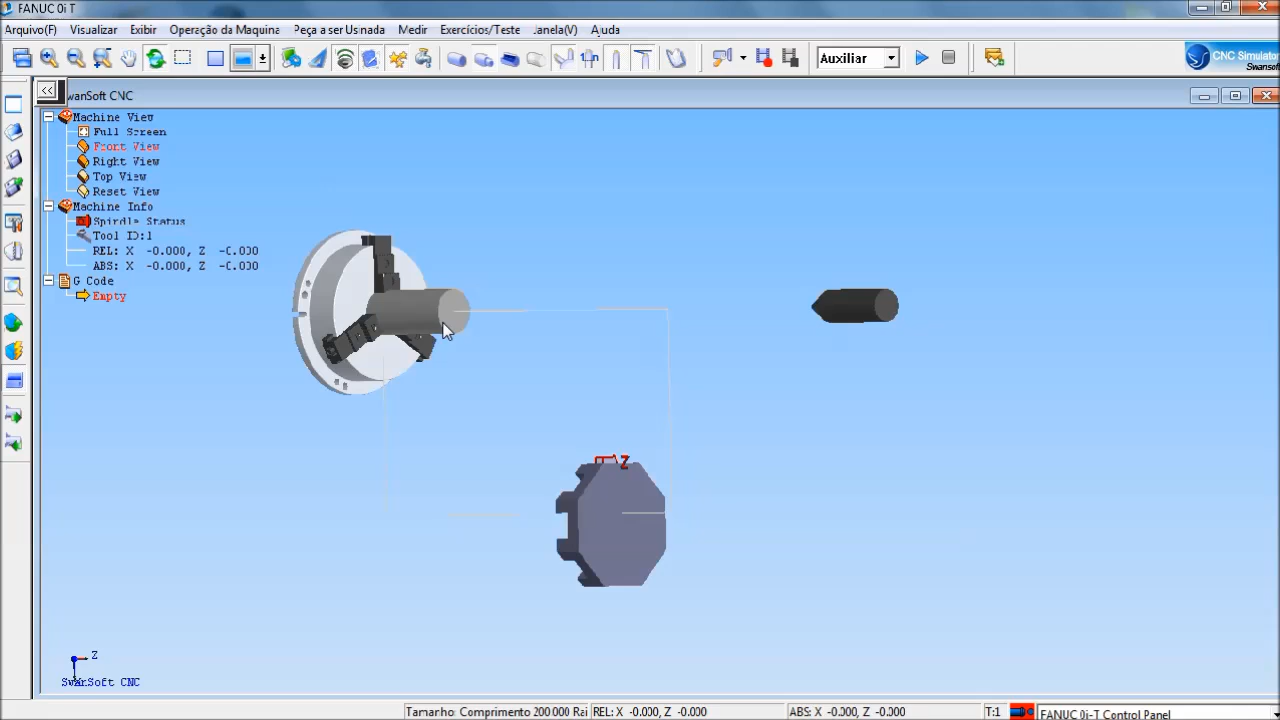 FANUC 0i T
Arquivo(F) Visualizar Exibir Operação da Maquina Peça a ser Usinada Medir Exercícios/Teste Janela(V) Ajuda
Auxiliar
CNC Simulator
Swansoft
SwanSoft CNC
Machine View
Full Screen
Front View
Right View
Top View
Reset View
Machine Info
Spindle Status
Tool ID:1
REL: X -0.000, Z -0.000
ABS: X -0.000, Z -0.000
G Code
Empty
Z
Z
SwanSoft CNC
Tamanho: Comprimento 200 000 Rai REL: X -0.000, Z -0.000 ABS: X -0.000, Z -0.000 T:1 FANUC 0i-T Control Panel